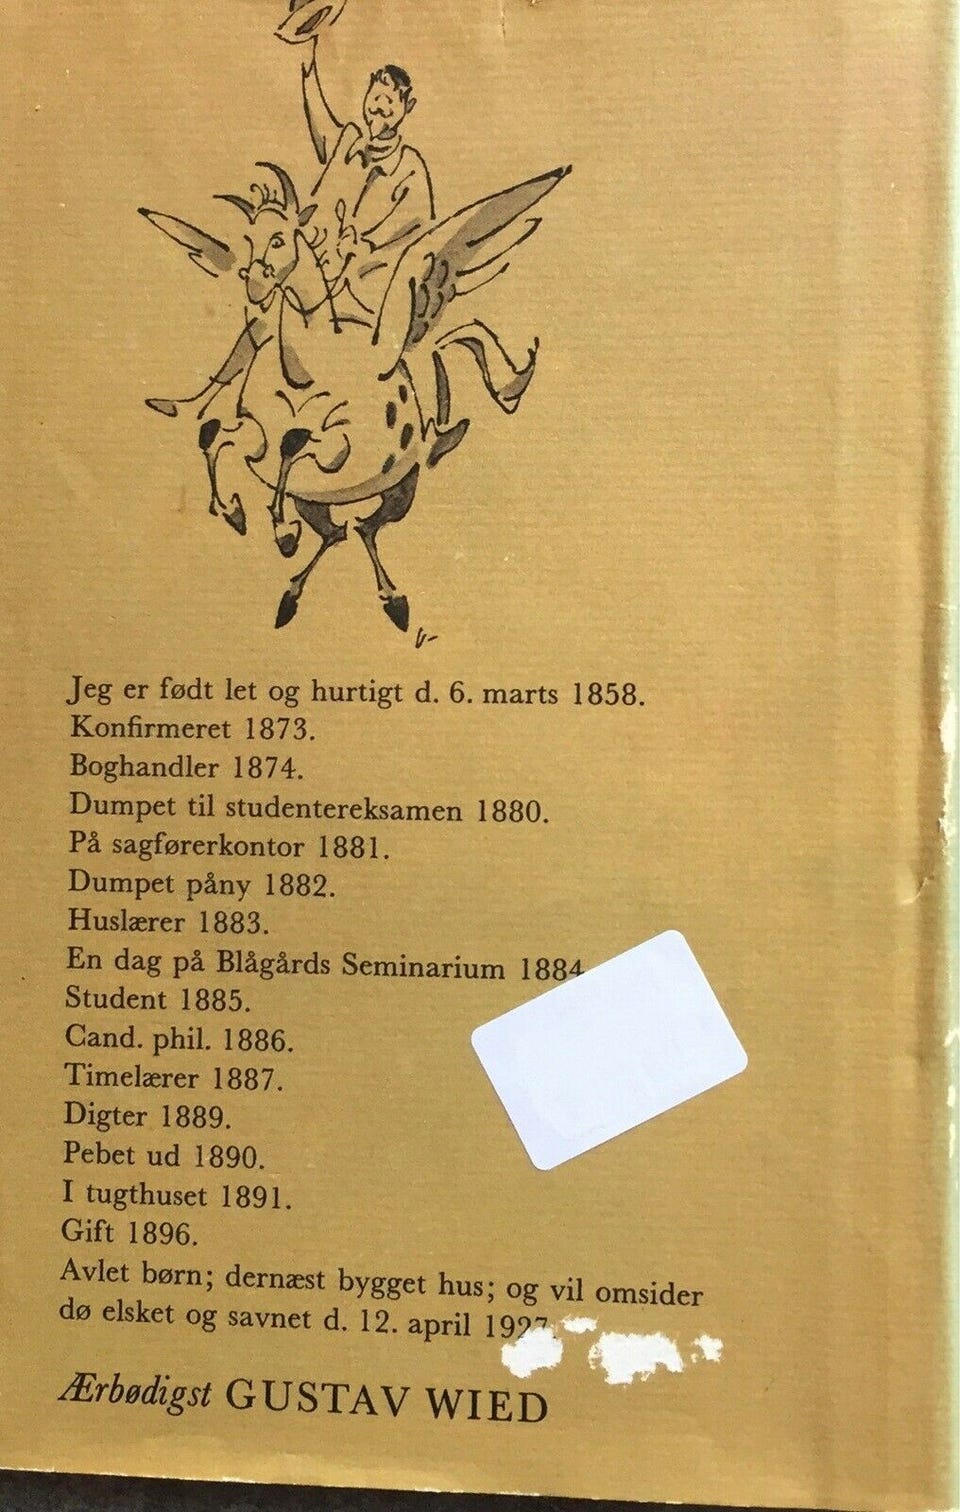 Jeg er født let og hurtigt d. 6. marts 1858.
Konfirmeret 1873.
Boghandler 1874.
Dumpet til studentereksamen 1880.
På sagførerkontor 1881.
Dumpet påny 1882.
Huslærer 1883.
En dag på Blågårds Seminarium 1884
Student 1885.
Cand. phil. 1886.
Timelærer 1887.
Digter 1889.
Pebet ud 1890.
I tugthuset 1891.
Gift 1896.
Avlet børn; dernæst bygget hus; og vil omsider
dø elsket og savnet d. 12. april 1927.
Ærbødigst GUSTAV WIED